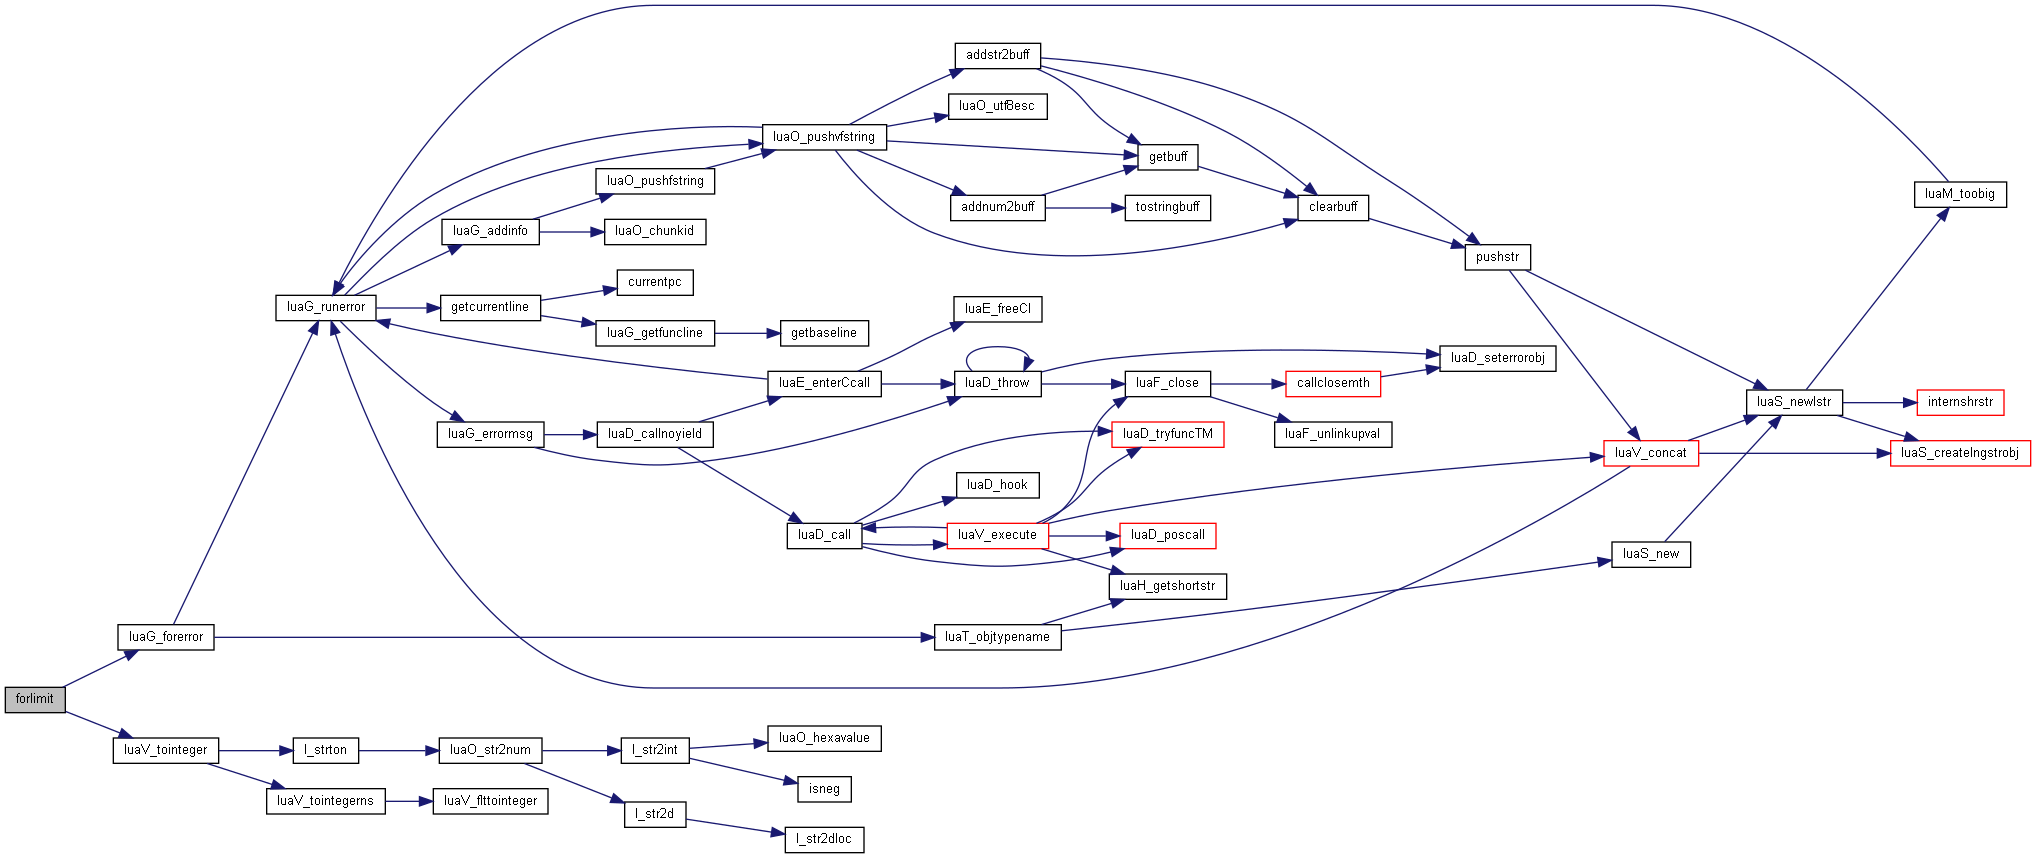 addstr2buff
luaO_utf8esc
luaO_pushvfstring
getbuff
luaO_pushfstring
luaM_toobig
addnum2buff
tostringbuff
clearbuff
luaG_addinfo
luaO_chunkid
pushstr
currentpc
luaG_runerror
getcurrentline
luaE_freeCI
luaG_getfuncline
getbaseline
luaD_seterrorobj
luaE_enterCcall
luaD_throw
luaF_close
callclosemth
luaS_newlstr
internshrstr
luaG_errormsg
luaD_callnoyield
luaD_tryfuncTM
luaF_unlinkupval
luaV_concat
luaS_createlngstrobj
luaD_hook
luaD_call
luaV_execute
luaD_poscall
luaS_new
luaH_getshortstr
luaG_forerror
luaT_objtypename
forlimit
luaV_tointeger
l_strton
luaO_str2num
l_str2int
luaO_hexavalue
isneg
luaV_tointegerns
luaV_flttointeger
l_str2d
l_str2dloc